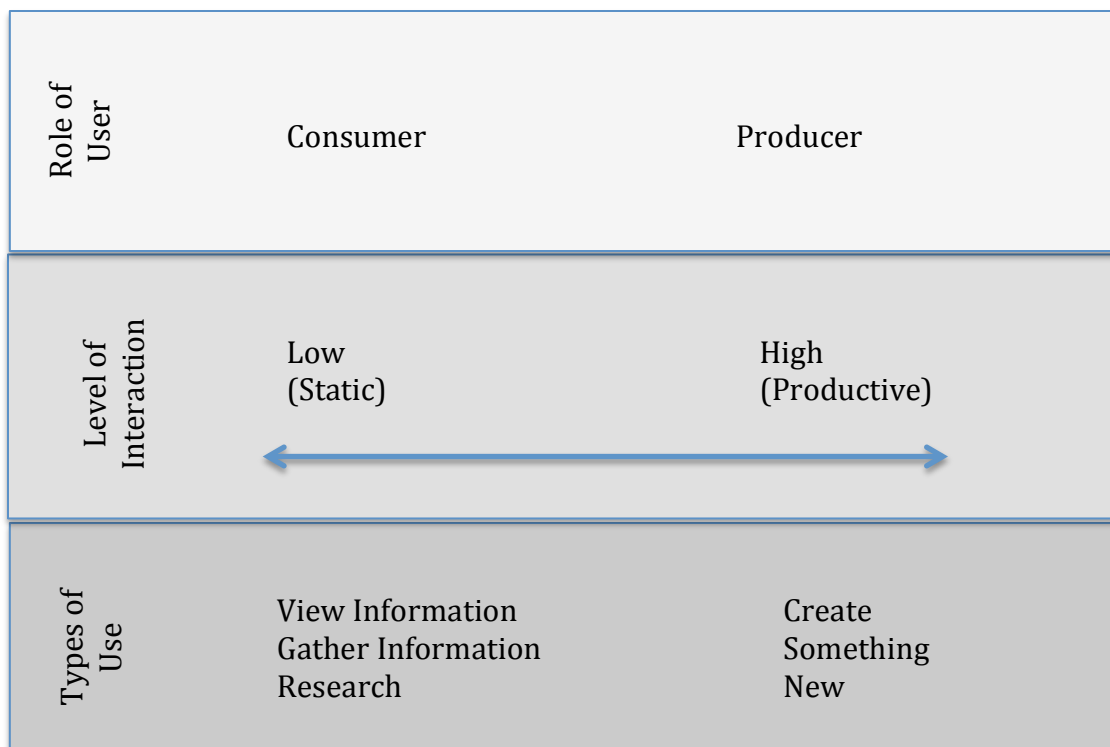 Role of
User
Consumer
Producer
Level of
Interaction
Low
(Static)
High
(Productive)
Types of
Use
View Information
Gather Information
Research
Create
Something
New